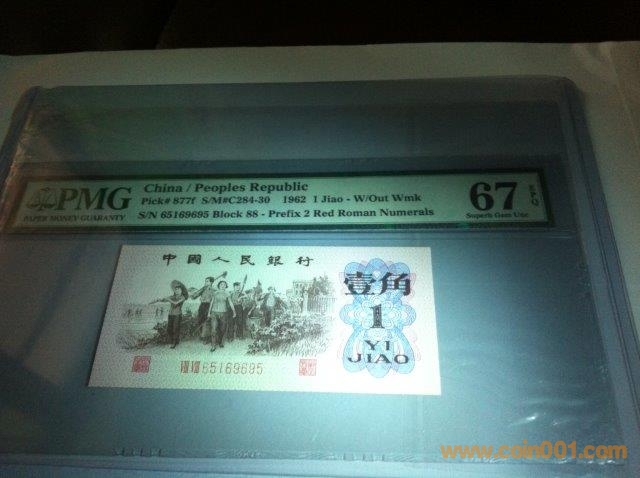 PMG
PAPER MONEY GUARANTY
China / Peoples Republic
Pick# 877f S/M#C284-30 1962 1 Jiao - W/Out Wmk
S/N 65169695 Block 88 - Prefix 2 Red Roman Numerals
67 EPQ
Superb Gem Unc
中國人民銀行
壹角
1
YI
JIAO
ⅧⅧ 65169695
www.coin001.com